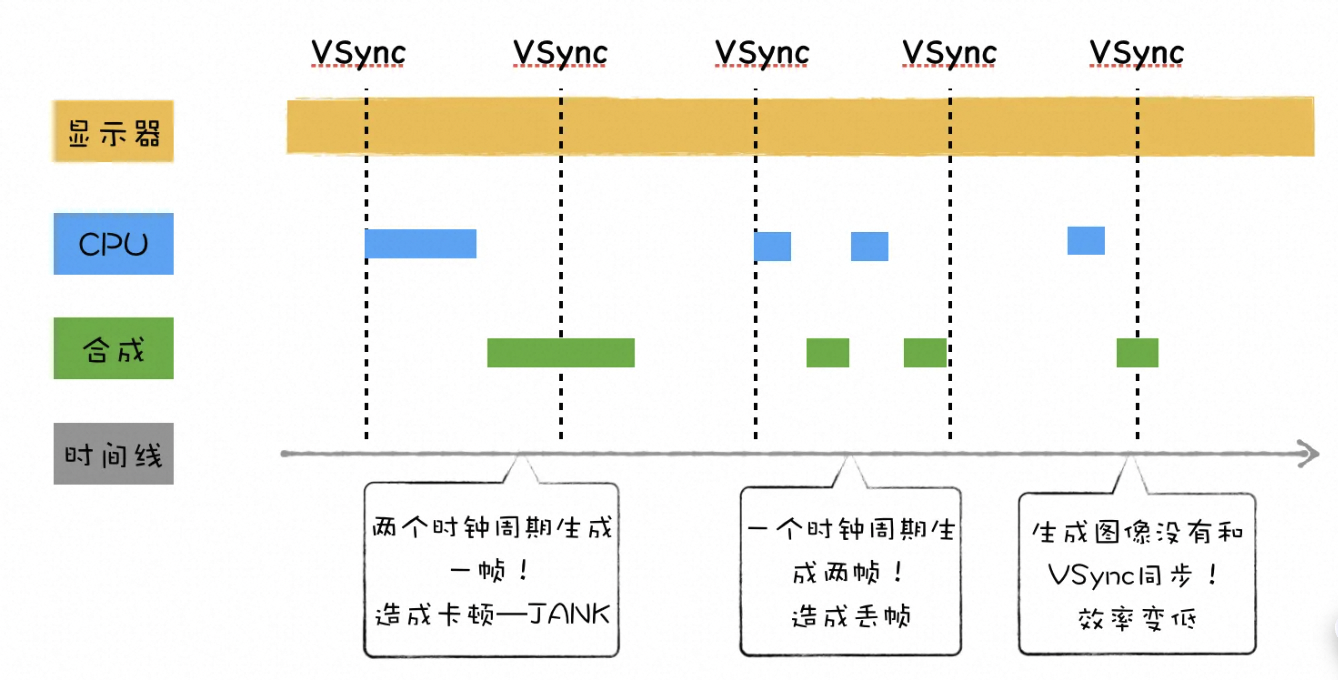 VSync
VSync
VSync
VSync
VSync
显示器
CPU
合成
时间线
两个时钟周期生成
一帧！
造成卡顿—JANK
一个时钟周期生
成两帧！
造成丢帧
生成图像没有和
VSync同步！
效率变低